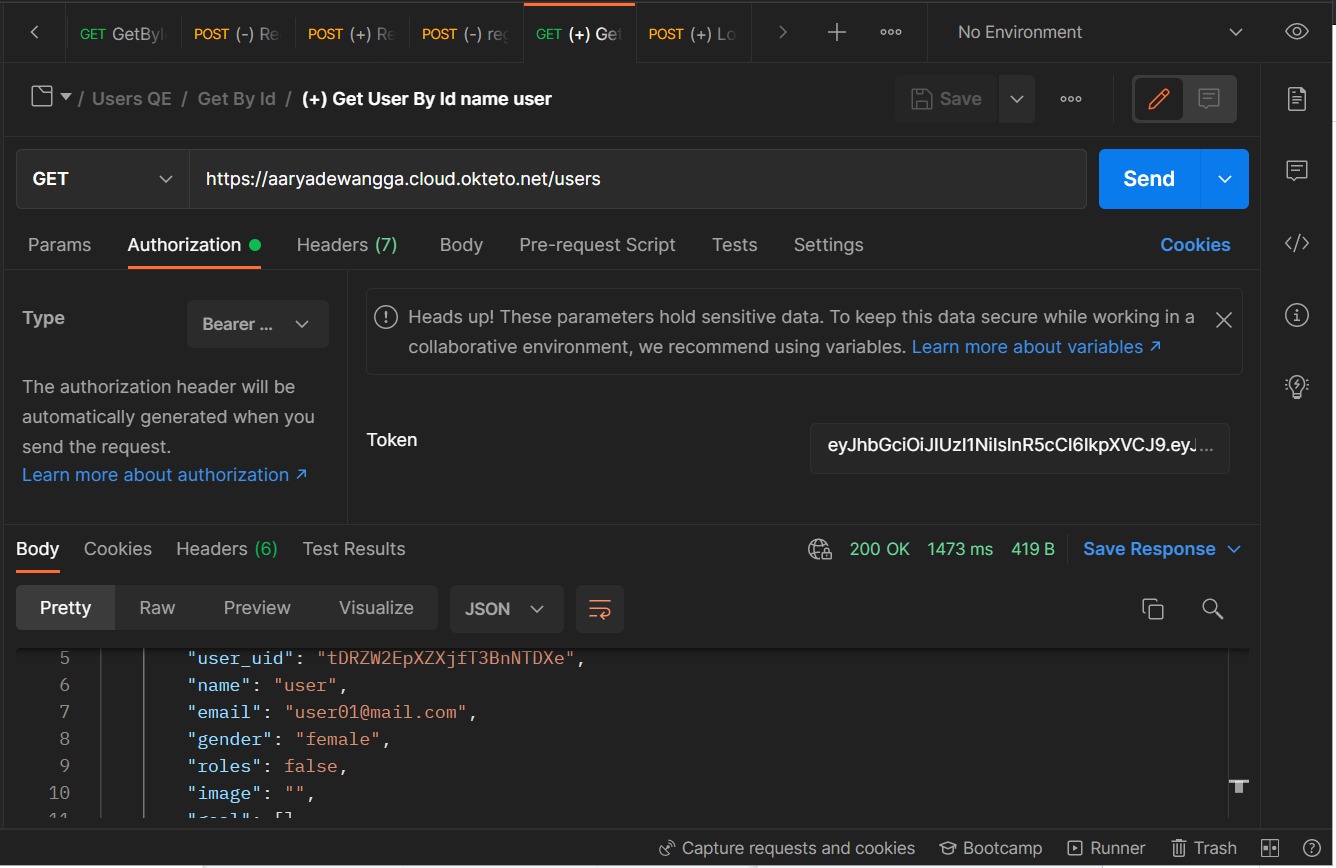 GET GetById
POST (-) Re
POST (+) Re
POST (-) reg
GET (+) Get
POST (+) Lo
No Environment
/ Users QE / Get By Id / (+) Get User By Id name user
Save
GET
https://aaryadewangga.cloud.okteto.net/users
Send
Params Authorization Headers (7) Body Pre-request Script Tests Settings Cookies
Type
Bearer ...
The authorization header will be
automatically generated when you
send the request.
Learn more about authorization ↗
Heads up! These parameters hold sensitive data. To keep this data secure while working in a
collaborative environment, we recommend using variables. Learn more about variables ↗
Token
eyJhbGciOiJIUzI1NiIsInR5cCI6IkpXVCJ9.eyJ...
Body Cookies Headers (6) Test Results
200 OK 1473 ms 419 B Save Response
Pretty Raw Preview Visualize JSON
5 "user_uid": "tDRZW2EpXZXjfT3BnNTDXe",
6 "name": "user",
7 "email": "user01@mail.com",
8 "gender": "female",
9 "roles": false,
10 "image": "",
11 "goal": []
Capture requests and cookies Bootcamp Runner Trash